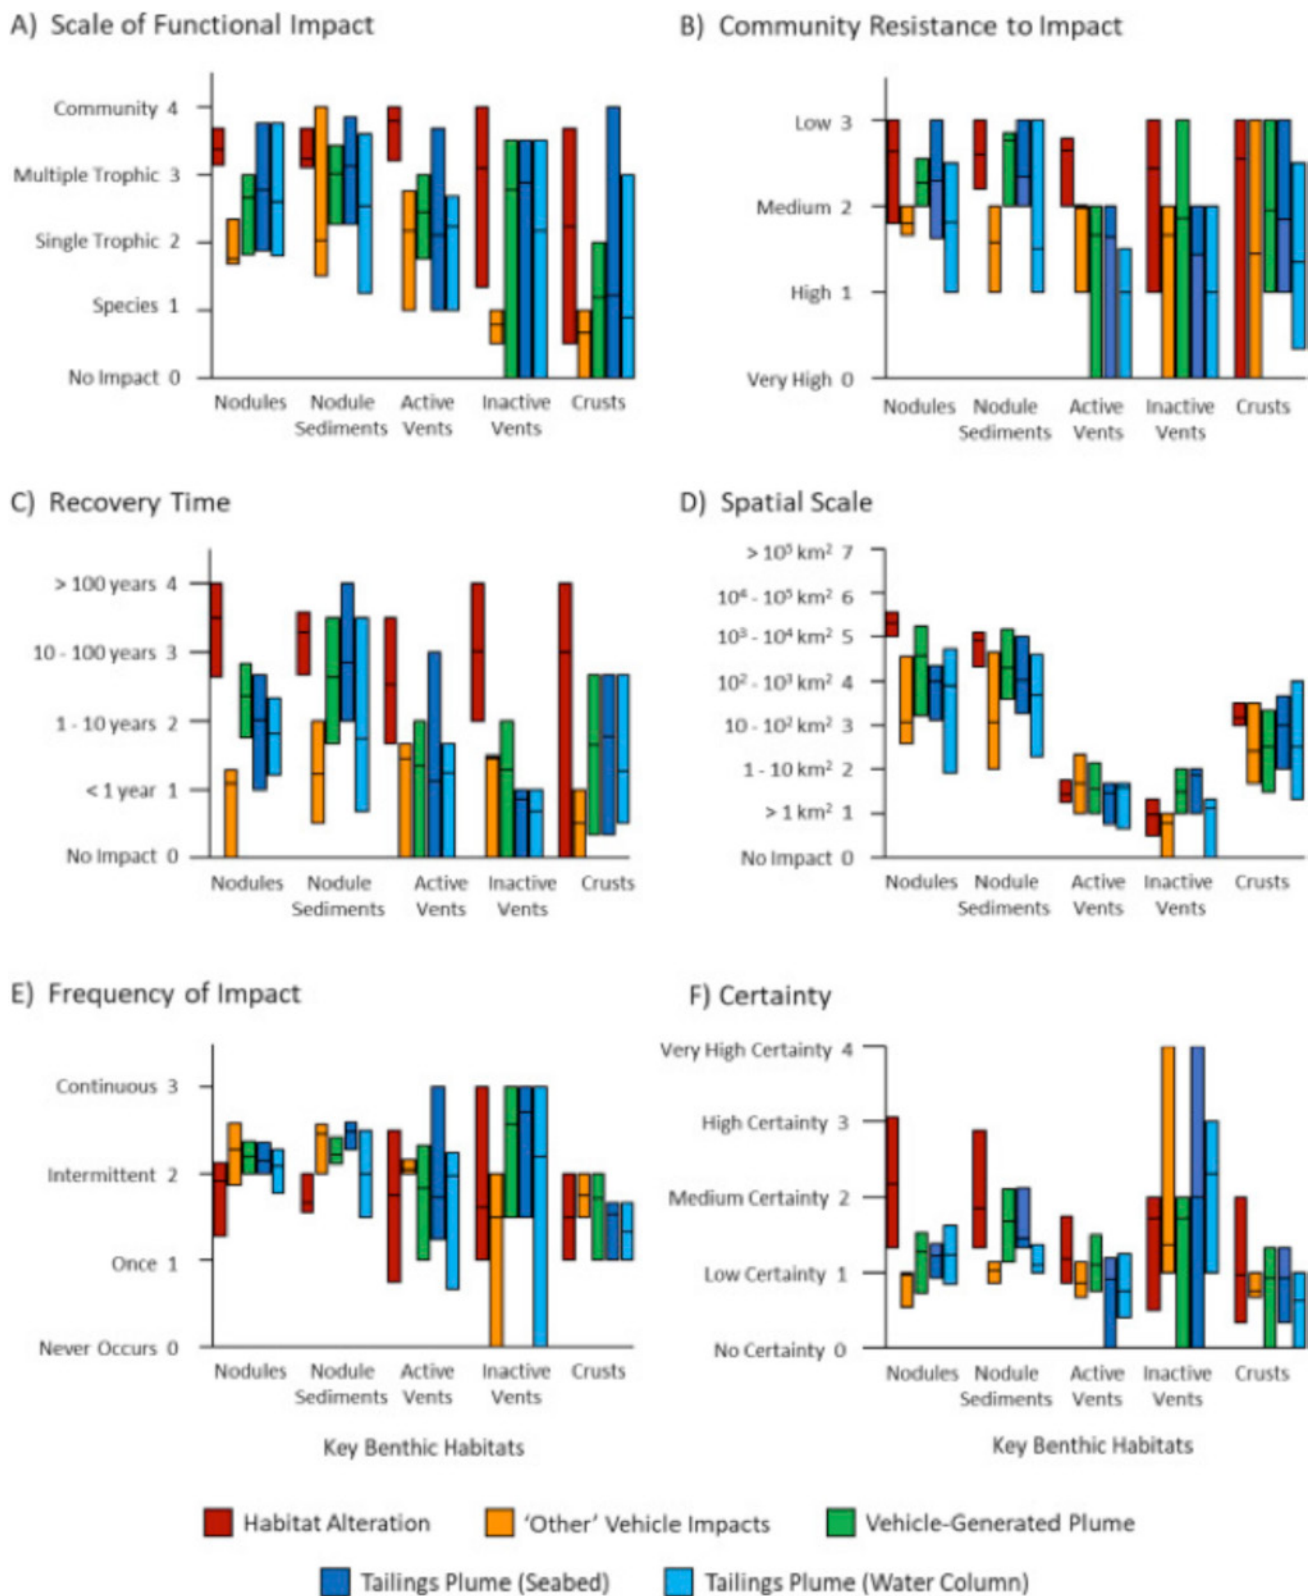 A) Scale of Functional Impact
Community 4
Multiple Trophic 3
Single Trophic 2
Species 1
No Impact 0
Nodules Nodule Active Inactive Crusts
Sediments Vents Vents
B) Community Resistance to Impact
Low 3
Medium 2
High 1
Very High 0
Nodules Nodule Active Inactive Crusts
Sediments Vents Vents
C) Recovery Time
> 100 years 4
10 - 100 years 3
1 - 10 years 2
< 1 year 1
No Impact 0
Nodules Nodule Active Inactive Crusts
Sediments Vents Vents
D) Spatial Scale
> 10⁵ km² 7
10⁴ - 10⁵ km² 6
10³ - 10⁴ km² 5
10² - 10³ km² 4
10 - 10² km² 3
1 - 10 km² 2
> 1 km² 1
No Impact 0
Nodules Nodule Active Inactive Crusts
Sediments Vents Vents
E) Frequency of Impact
Continuous 3
Intermittent 2
Once 1
Never Occurs 0
Nodules Nodule Active Inactive Crusts
Sediments Vents Vents
Key Benthic Habitats
F) Certainty
Very High Certainty 4
High Certainty 3
Medium Certainty 2
Low Certainty 1
No Certainty 0
Nodules Nodule Active Inactive Crusts
Sediments Vents Vents
Key Benthic Habitats
Habitat Alteration ‘Other’ Vehicle Impacts Vehicle-Generated Plume
Tailings Plume (Seabed) Tailings Plume (Water Column)